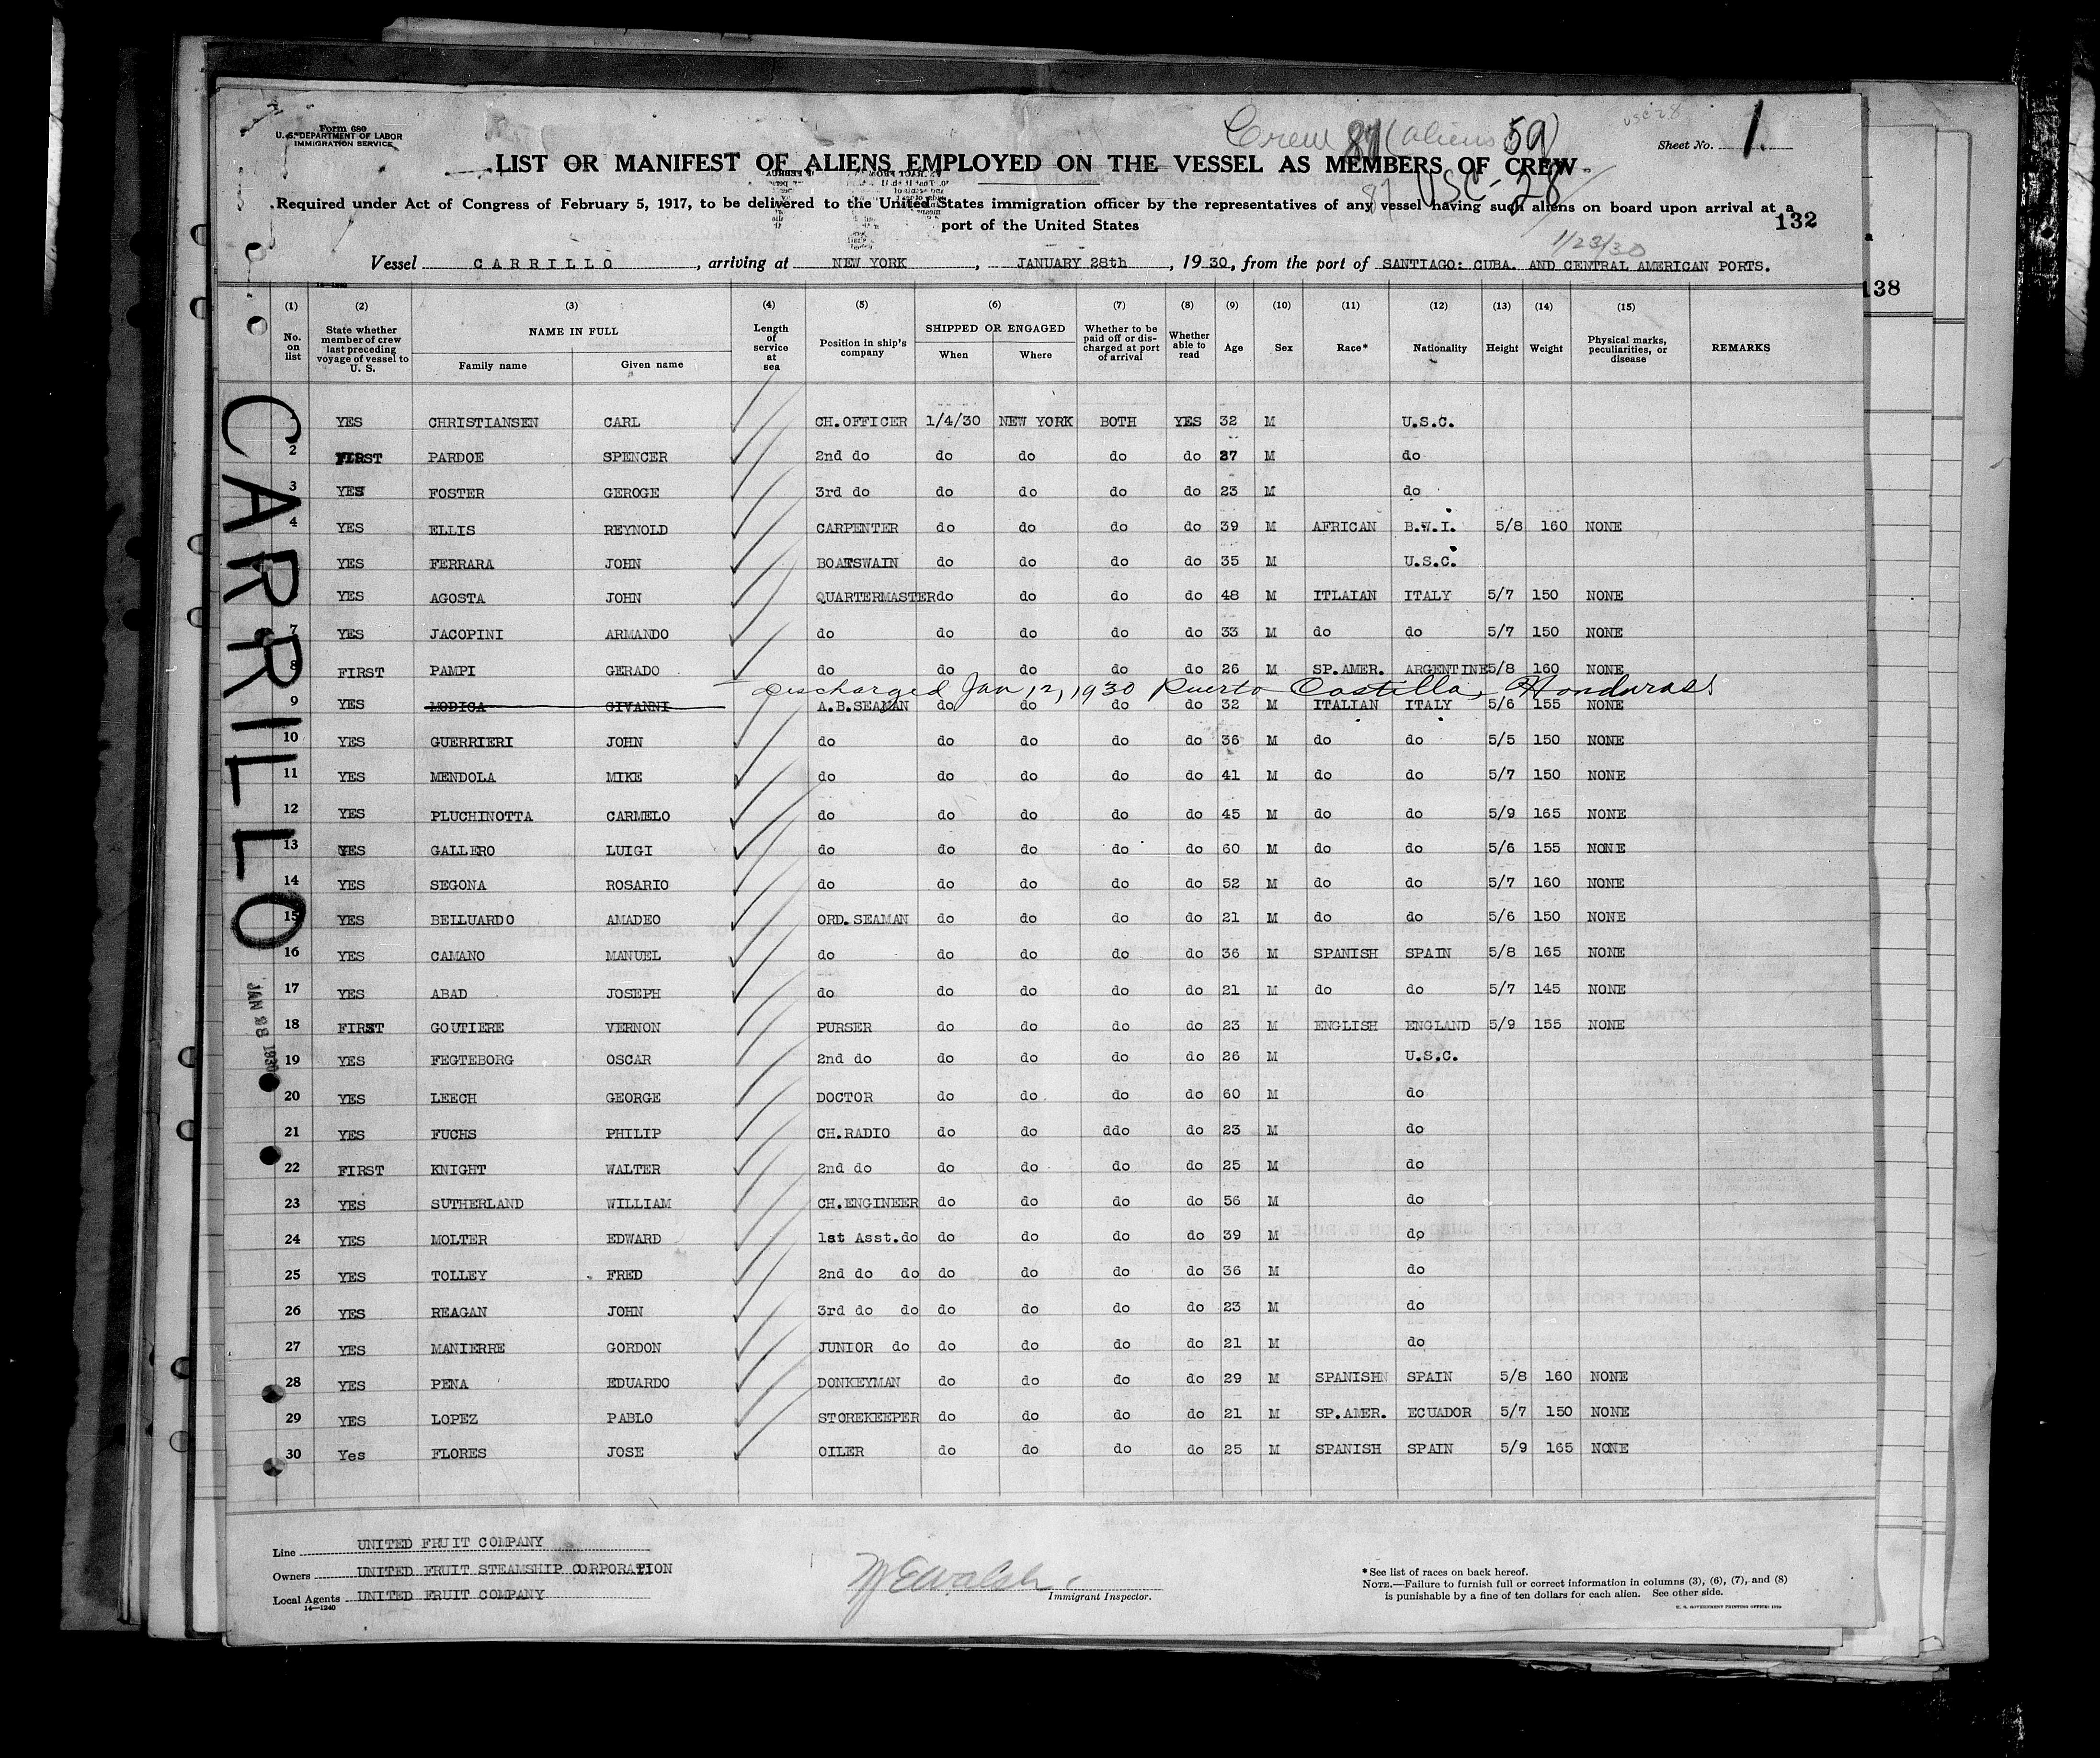 Form 680
U. S. DEPARTMENT OF LABOR
IMMIGRATION SERVICE
Crew 87 (aliens 59)
USC 28
Sheet No. 1.
LIST OR MANIFEST OF ALIENS EMPLOYED ON THE VESSEL AS MEMBERS OF CREW
87 USC-28
Required under Act of Congress of February 5, 1917, to be delivered to the United States immigration officer by the representatives of any vessel having such aliens on board upon arrival at a
port of the United States
132
1/23/30
Vessel CARRILLO, arriving at NEW YORK, JANUARY 28th, 1930, from the port of SANTIAGO: CUBA. AND CENTRAL AMERICAN PORTS.
138
14-1240
(1) (2) (3) (4) (5) (6) (7) (8) (9) (10) (11) (12) (13) (14) (15)
No. on list State whether member of crew last preceding voyage of vessel to U. S. NAME IN FULL Family name Given name Length of service at sea Position in ship's company SHIPPED OR ENGAGED When Where Whether to be paid off or discharged at port of arrival Whether able to read Age Sex Race* Nationality Height Weight Physical marks, peculiarities, or disease REMARKS
CARRILLO
1 YES CHRISTIANSEN CARL CH.OFFICER 1/4/30 NEW YORK BOTH YES 32 M U.S.C.
2 FIRST PARDOE SPENCER 2nd do do do do do 27 M do
3 YES FOSTER GEROGE 3rd do do do do do 23 M do
4 YES ELLIS REYNOLD CARPENTER do do do do 39 M AFRICAN B.W.I. 5/8 160 NONE
YES FERRARA JOHN BOATSWAIN do do do do 35 M U.S.C.
YES AGOSTA JOHN QUARTERMASTER do do do do 48 M ITLAIAN ITALY 5/7 150 NONE
7 YES JACOPINI ARMANDO do do do do do 33 M do do 5/7 150 NONE
8 FIRST PAMPI GERADO do do do do do 26 M SP.AMER. ARGENTINE 5/8 160 NONE
Discharged Jan 12, 1930 Puerto Castilla, Honduras
9 YES MODICA GIVANNI A.B.SEAMAN do do do do 32 M ITALIAN ITALY 5/6 155 NONE
10 YES GUERRIERI JOHN do do do do do 36 M do do 5/5 150 NONE
11 YES MENDOLA MIKE do do do do do 41 M do do 5/7 150 NONE
12 YES PLUCHINOTTA CARMELO do do do do do 45 M do do 5/9 165 NONE
13 YES GALLERO LUIGI do do do do do 60 M do do 5/6 155 NONE
14 YES SEGONA ROSARIO do do do do do 52 M do do 5/7 160 NONE
15 YES BELLUARDO AMADEO ORD.SEAMAN do do do do 21 M do do 5/6 150 NONE
16 YES CAMANO MANUEL do do do do do 36 M SPANISH SPAIN 5/8 165 NONE
17 YES ABAD JOSEPH do do do do do 21 M do do 5/7 145 NONE
18 FIRST GOUTIERE VERNON PURSER do do do do 23 M ENGLISH ENGLAND 5/9 155 NONE
19 YES FEGTEBORG OSCAR 2nd do do do do do 26 M U.S.C.
20 YES LEECH GEORGE DOCTOR do do do do 60 M do
21 YES FUCHS PHILIP CH.RADIO do do ddo do 23 M do
22 FIRST KNIGHT WALTER 2nd do do do do do 25 M do
23 YES SUTHERLAND WILLIAM CH.ENGINEER do do do do 56 M do
24 YES MOLTER EDWARD 1st Asst.do do do do do 39 M do
25 YES TOLLEY FRED 2nd do do do do do do 36 M do
26 YES REAGAN JOHN 3rd do do do do do do 23 M do
27 YES MANIERRE GORDON JUNIOR do do do do do 21 M do
28 YES PENA EDUARDO DONKEYMAN do do do do 29 M SPANISHN SPAIN 5/8 160 NONE
29 YES LOPEZ PABLO STOREKEEPER do do do do 21 M SP.AMER. ECUADOR 5/7 150 NONE
30 Yes FLORES JOSE OILER do do do do 25 M SPANISH SPAIN 5/9 165 NONE
JAN 28 1930
Line UNITED FRUIT COMPANY
Owners UNITED FRUIT STEAMSHIP CORPORATION
Local Agents UNITED FRUIT COMPANY
14—1240
W E Walsh
Immigrant Inspector.
*See list of races on back hereof.
NOTE.—Failure to furnish full or correct information in columns (3), (6), (7), and (8)
is punishable by a fine of ten dollars for each alien. See other side.
U. S. GOVERNMENT PRINTING OFFICE